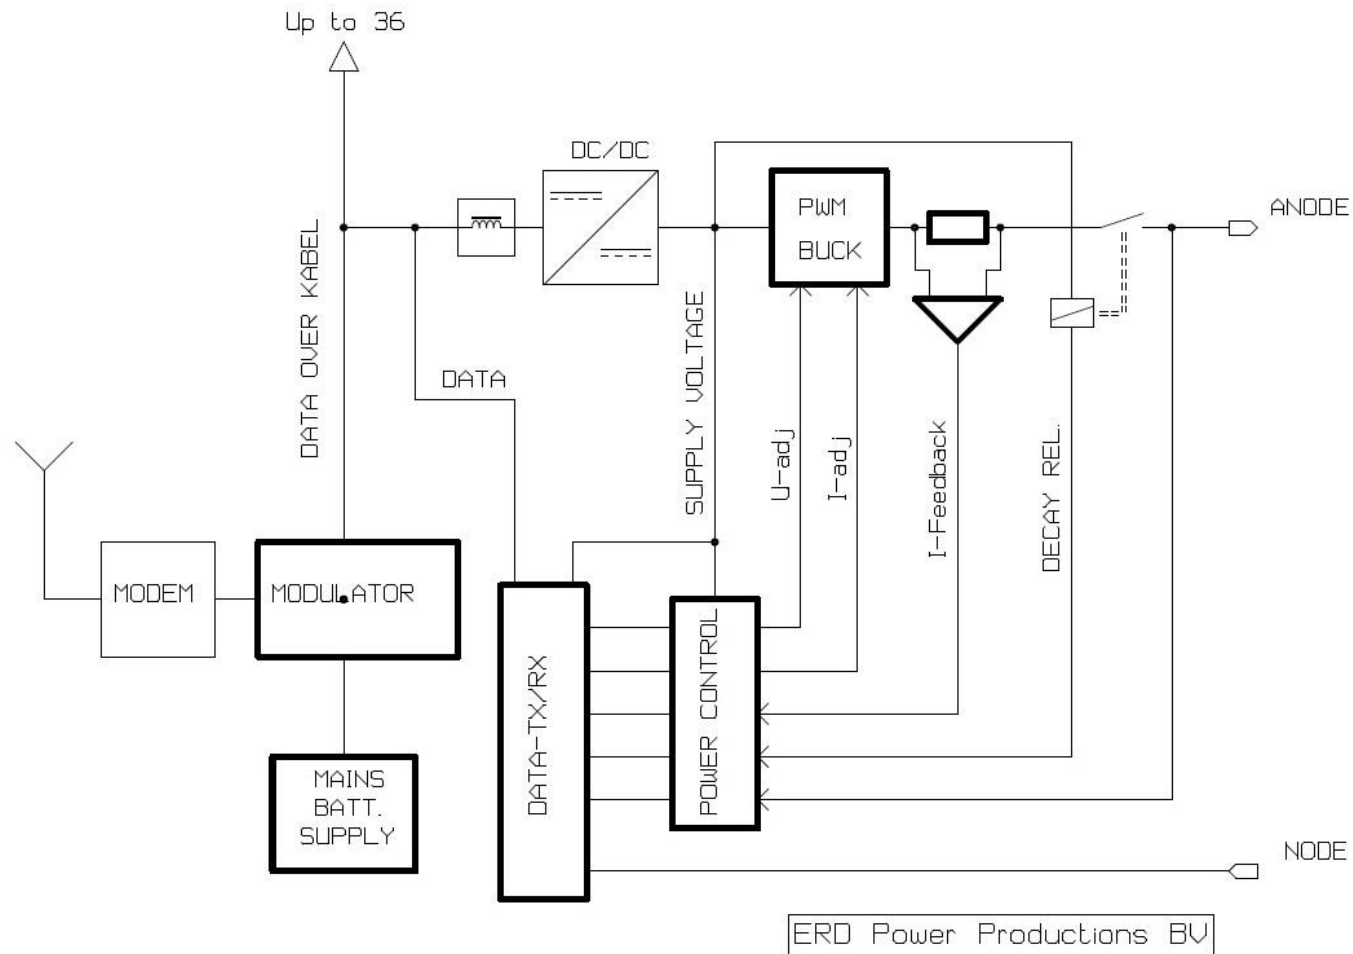 Up to 36
DC/DC
PWM
BUCK
ANODE
DATA OVER KABEL
DATA
SUPPLY VOLTAGE
U-adj
I-adj
I-Feedback
DECAY REL.
MODEM
MODULATOR
DATA-TX/RX
POWER CONTROL
MAINS
BATT.
SUPPLY
NODE
ERD Power Productions BV